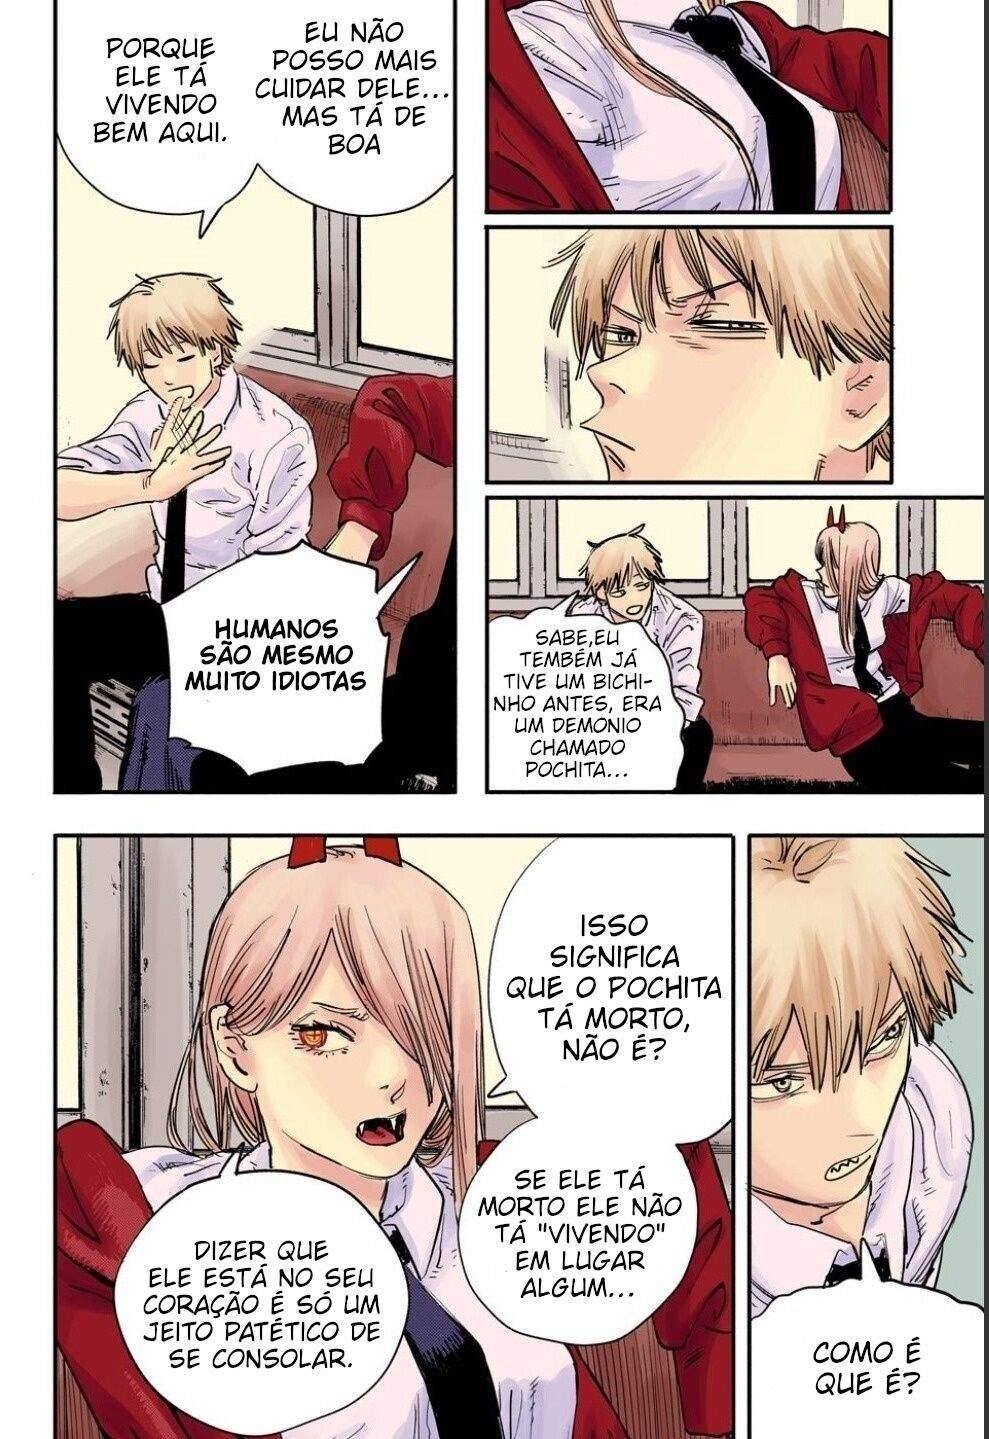 SABE,EU
TEMBÉM JÁ
TIVE UM BICHI-
NHO ANTES, ERA
UM DEMONIO
CHAMADO
POCHITA...
EU NÃO
POSSO MAIS
CUIDAR DELE...
MAS TÁ DE
BOA
PORQUE
ELE TÁ
VIVENDO
BEM AQUI.
HUMANOS
SÃO MESMO
MUITO IDIOTAS
COMO É
QUE É?
ISSO
SIGNIFICA
QUE O POCHITA
TÁ MORTO,
NÃO É?
SE ELE TÁ
MORTO ELE NÃO
TÁ "VIVENDO"
EM LUGAR
ALGUM...
DIZER QUE
ELE ESTÁ NO SEU
CORAÇÃO É SÓ UM
JEITO PATÉTICO DE
SE CONSOLAR.